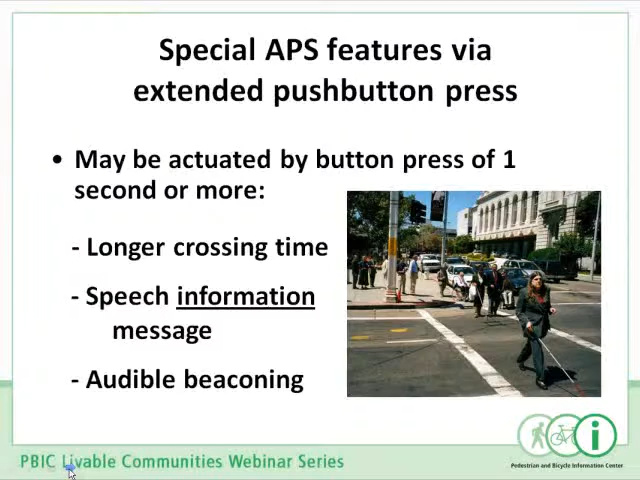 Special APS features via
extended pushbutton press
• May be actuated by button press of 1
second or more:
- Longer crossing time
- Speech information
message
- Audible beaconing
PBIC Livable Communities Webinar Series
i
Pedestrian and Bicycle Information Center